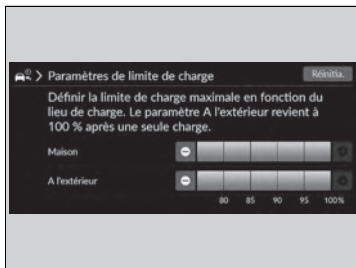 Paramètres de limite de charge
Réinitia.
Définir la limite de charge maximale en fonction du
lieu de charge. Le paramètre A l'extérieur revient à
100 % après une seule charge.
Maison
A l'extérieur
80 85 90 95 100%